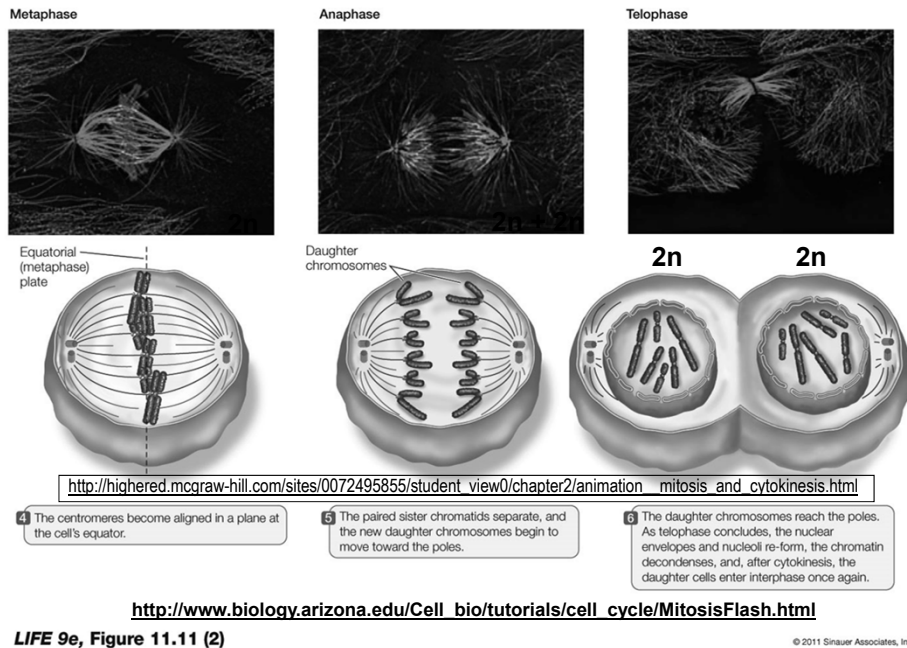 Metaphase
Anaphase
Telophase
2n
2n + 2n
Equatorial
(metaphase)
plate
Daughter
chromosomes
2n
2n
http://highered.mcgraw-hill.com/sites/0072495855/student_view0/chapter2/animation__mitosis_and_cytokinesis.html
4 The centromeres become aligned in a plane at
the cell's equator.
5 The paired sister chromatids separate, and
the new daughter chromosomes begin to
move toward the poles.
6 The daughter chromosomes reach the poles.
As telophase concludes, the nuclear
envelopes and nucleoli re-form, the chromatin
decondenses, and, after cytokinesis, the
daughter cells enter interphase once again.
http://www.biology.arizona.edu/Cell_bio/tutorials/cell_cycle/MitosisFlash.html
LIFE 9e, Figure 11.11 (2)
© 2011 Sinauer Associates, In